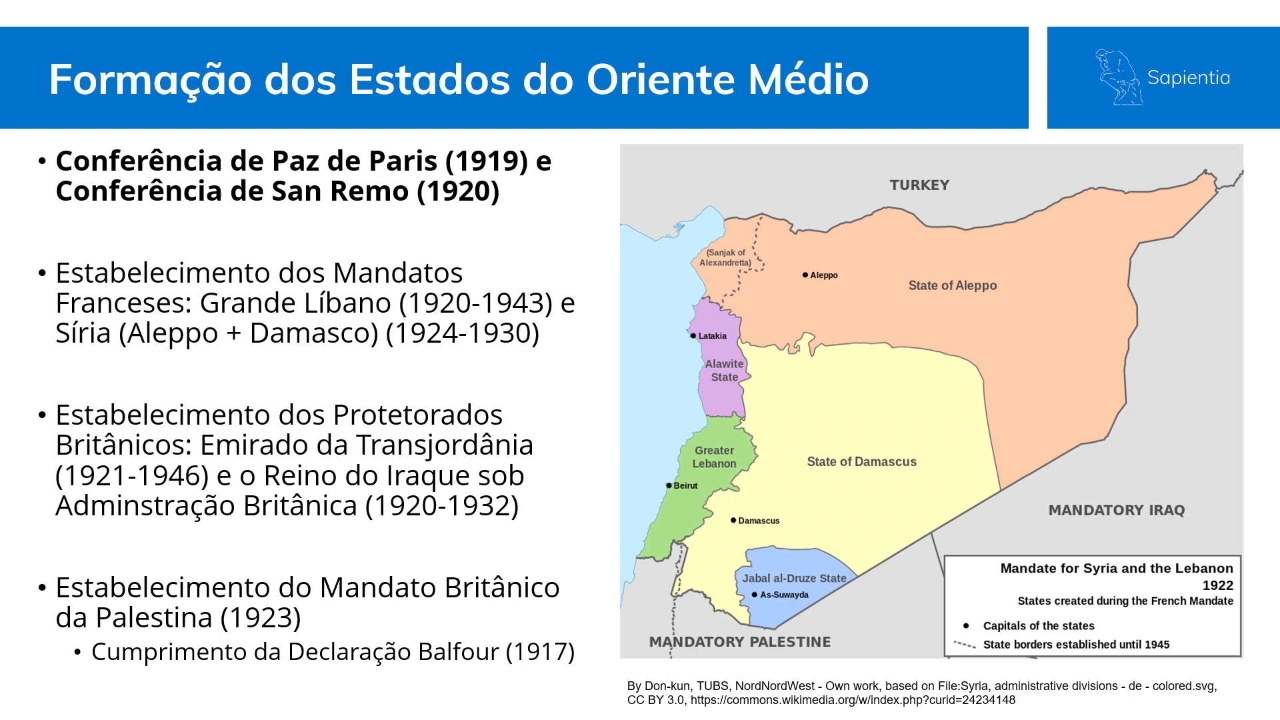 Formação dos Estados do Oriente Médio
Sapientia
• Conferência de Paz de Paris (1919) e
Conferência de San Remo (1920)
• Estabelecimento dos Mandatos
Franceses: Grande Líbano (1920-1943) e
Síria (Aleppo + Damasco) (1924-1930)
• Estabelecimento dos Protetorados
Britânicos: Emirado da Transjordânia
(1921-1946) e o Reino do Iraque sob
Adminstração Britânica (1920-1932)
• Estabelecimento do Mandato Britânico
da Palestina (1923)
• Cumprimento da Declaração Balfour (1917)
TURKEY
(Sanjak of
Alexandretta)
Aleppo
State of Aleppo
Latakia
Alawite
State
Greater
Lebanon
State of Damascus
Beirut
Damascus
MANDATORY IRAQ
Jabal al-Druze State
As-Suwayda
MANDATORY PALESTINE
Mandate for Syria and the Lebanon
1922
States created during the French Mandate
Capitals of the states
State borders established until 1945
By Don-kun, TUBS, NordNordWest - Own work, based on File:Syria, administrative divisions - de - colored.svg,
CC BY 3.0, https://commons.wikimedia.org/w/index.php?curid=24234148